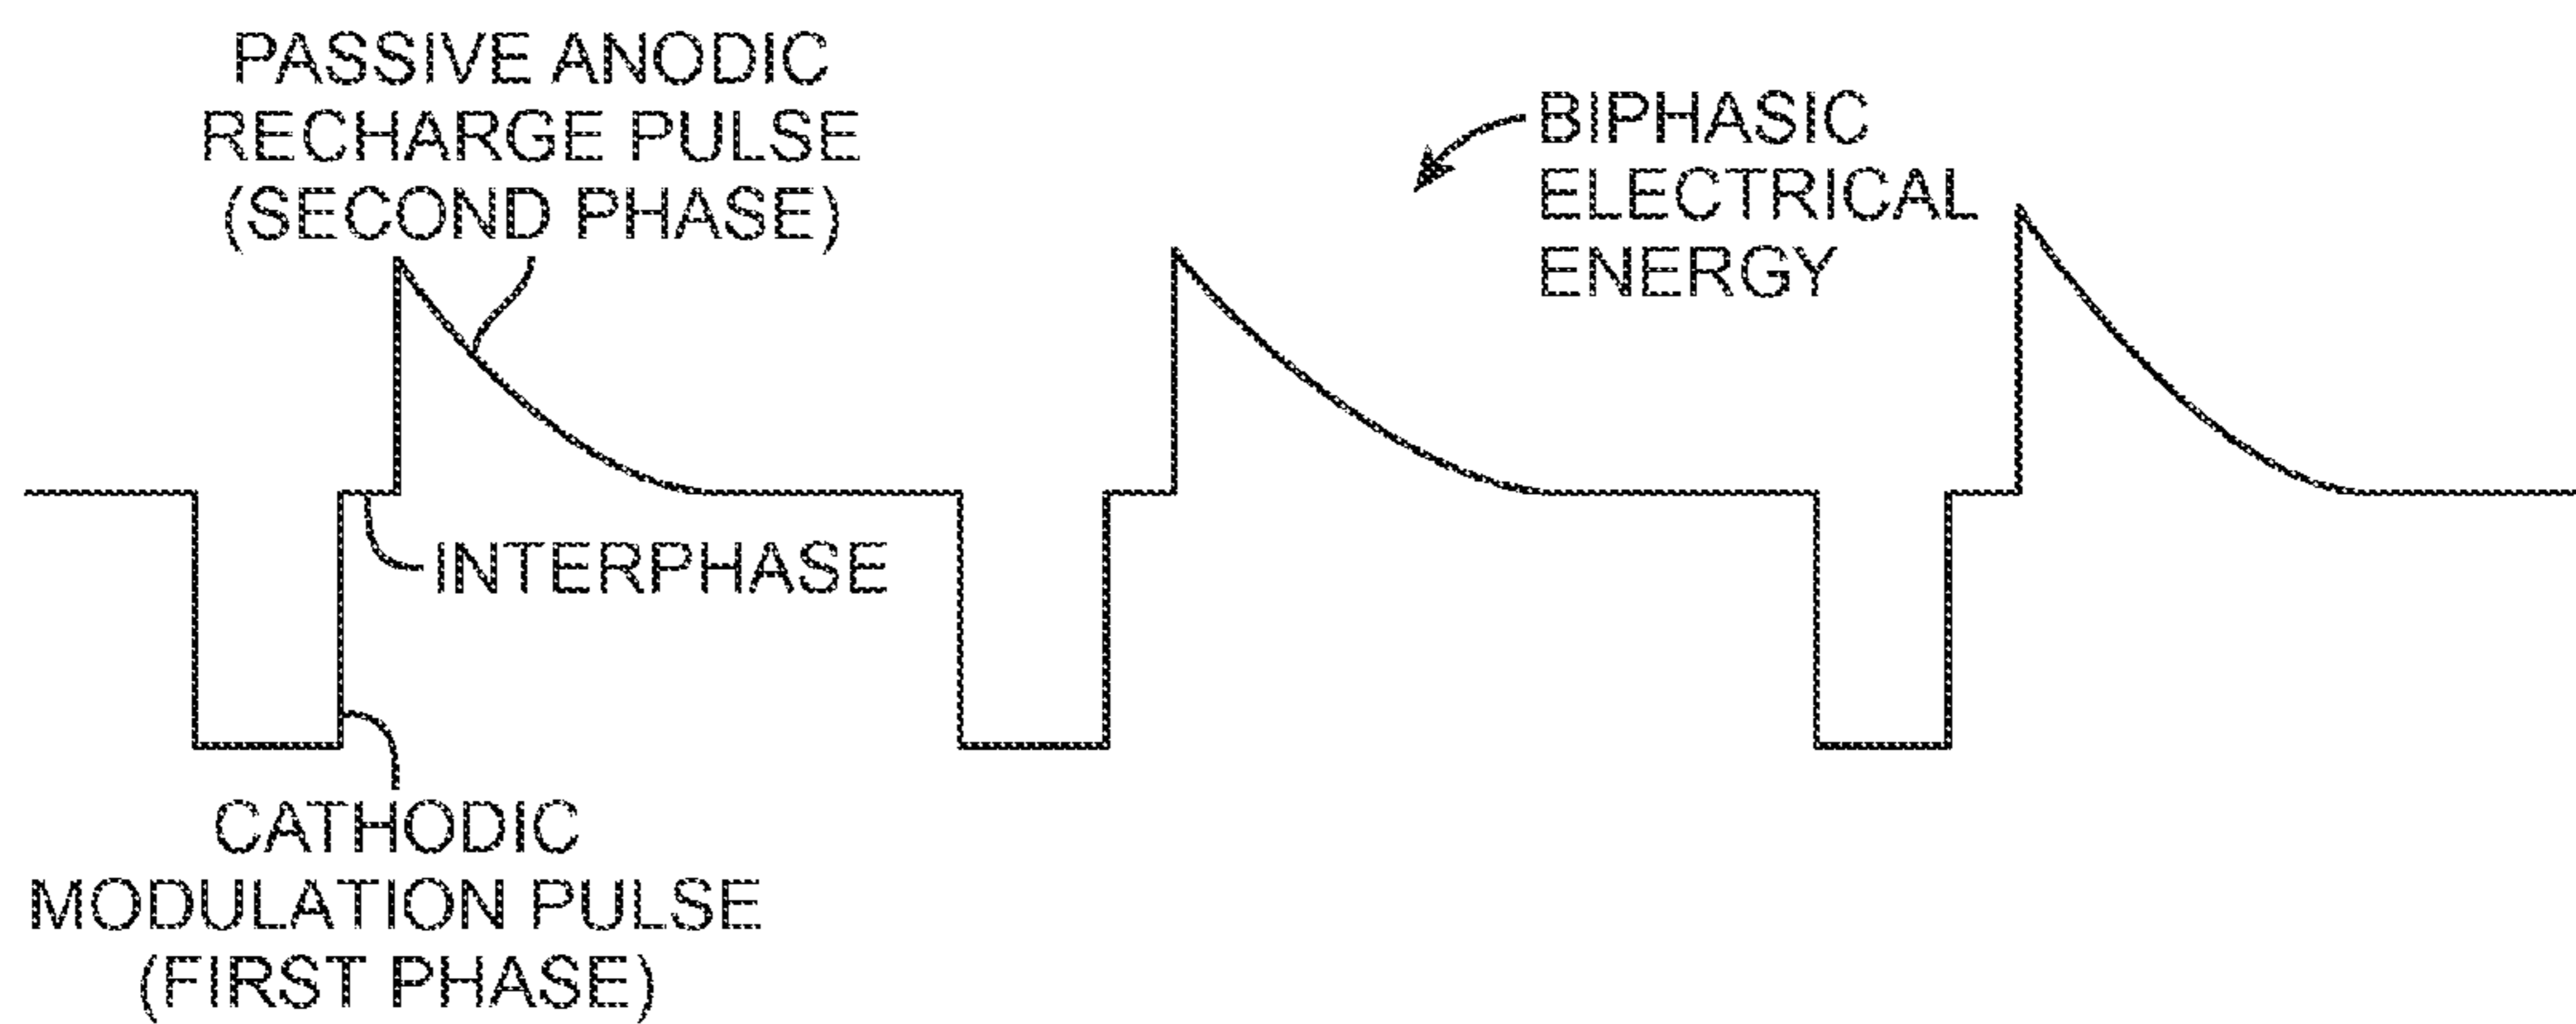 PASSIVE ANODIC
RECHARGE PULSE
(SECOND PHASE)
BIPHASIC
ELECTRICAL
ENERGY
INTERPHASE
CATHODIC
MODULATION PULSE
(FIRST PHASE)